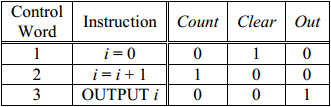 Control Word Instruction Count Clear Out
1 i = 0 0 1 0
2 i = i + 1 1 0 0
3 OUTPUT i 0 0 1